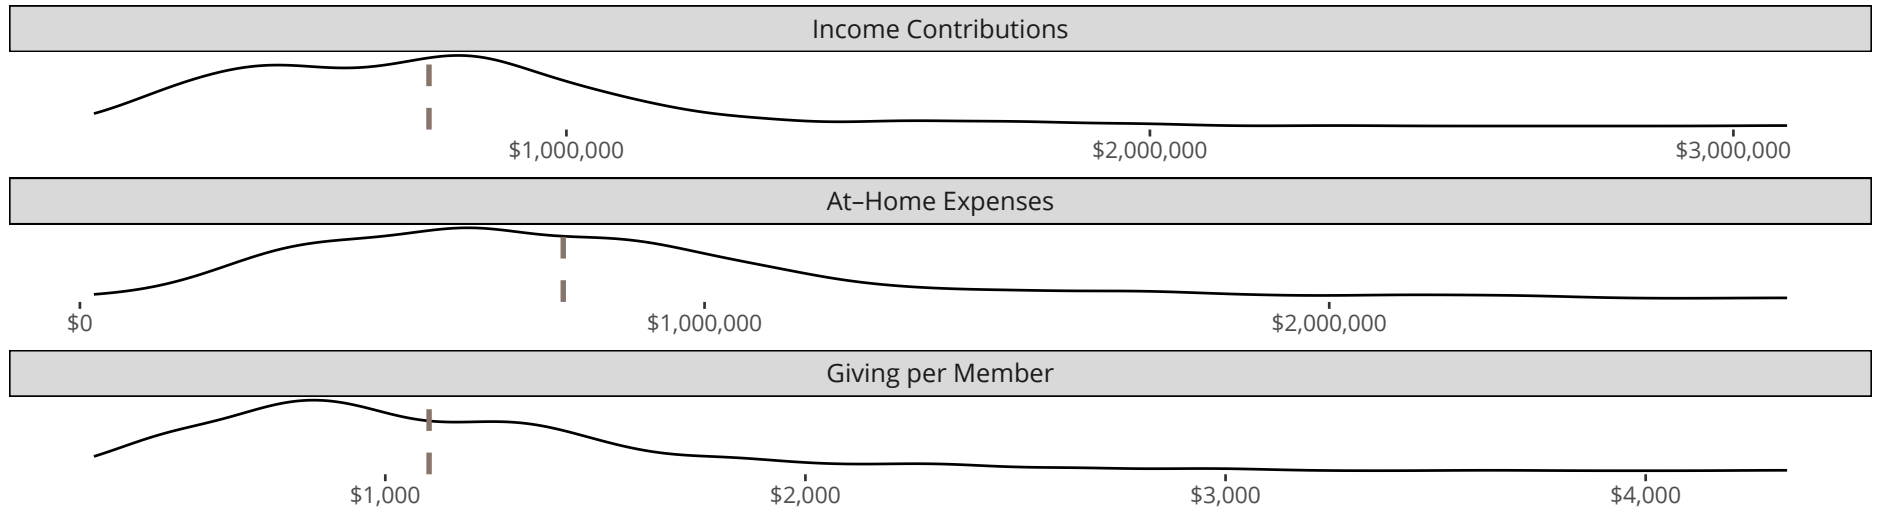 Income Contributions
$1,000,000 $2,000,000 $3,000,000
At–Home Expenses
$0 $1,000,000 $2,000,000
Giving per Member
$1,000 $2,000 $3,000 $4,000